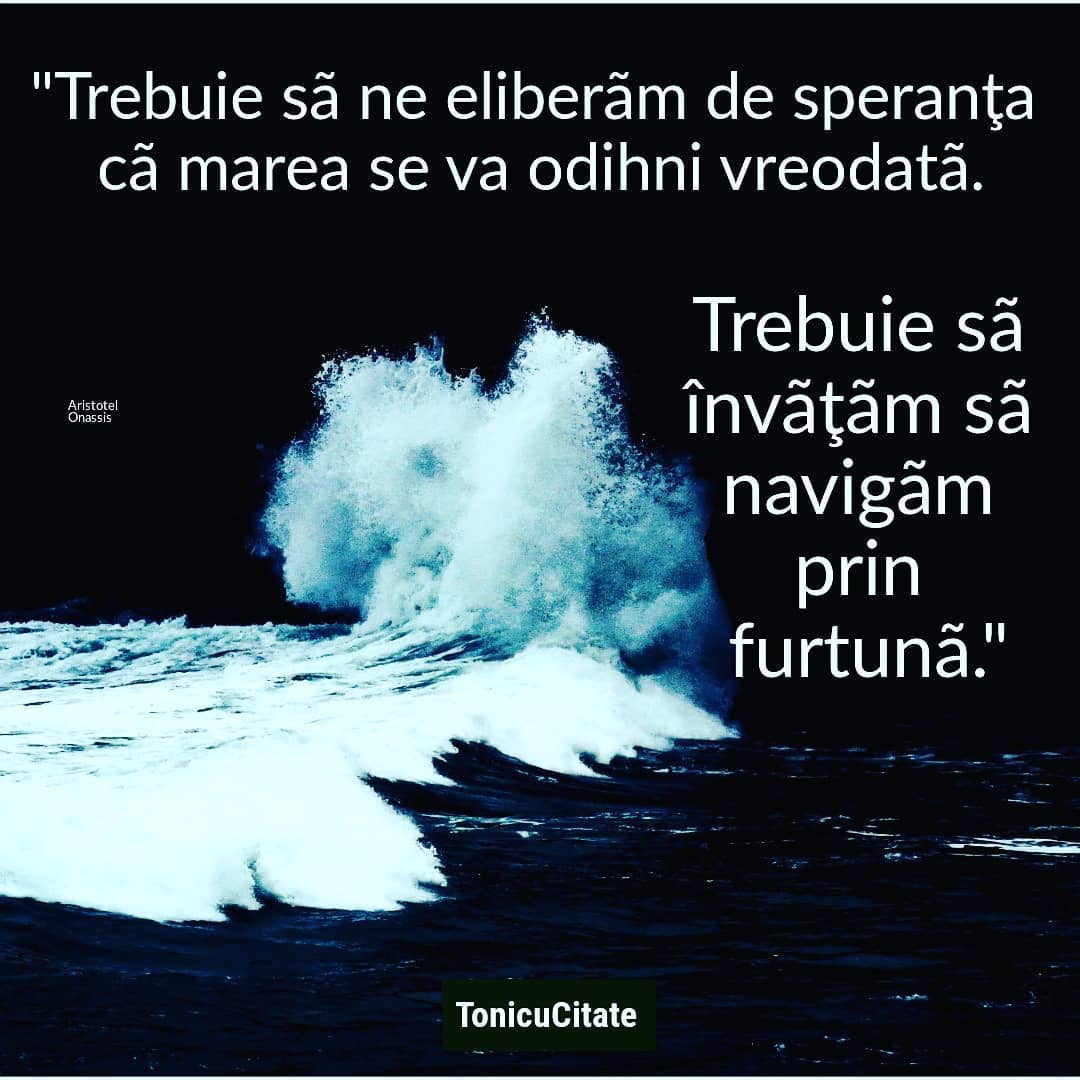 "Trebuie sã ne eliberãm de speranţa
cã marea se va odihni vreodatã.
Trebuie sã
învãţãm sã
navigãm
prin
furtunã."
Aristotel
Onassis
TonicuCitate